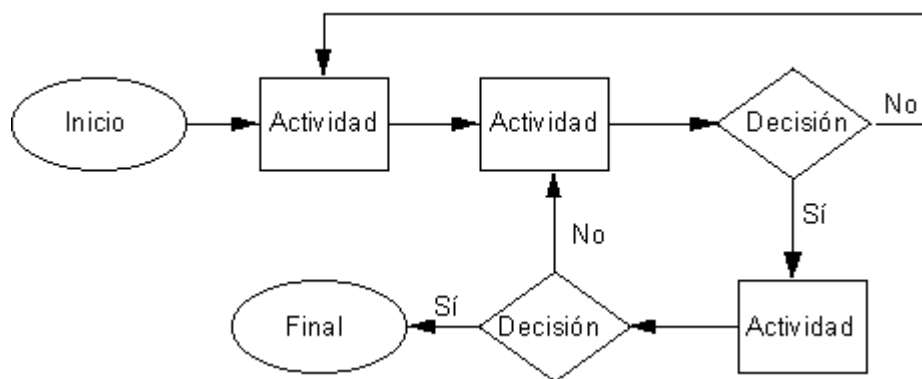 Inicio
Actividad
Actividad
Decisión
No
Sí
No
Final
Sí
Decisión
Actividad